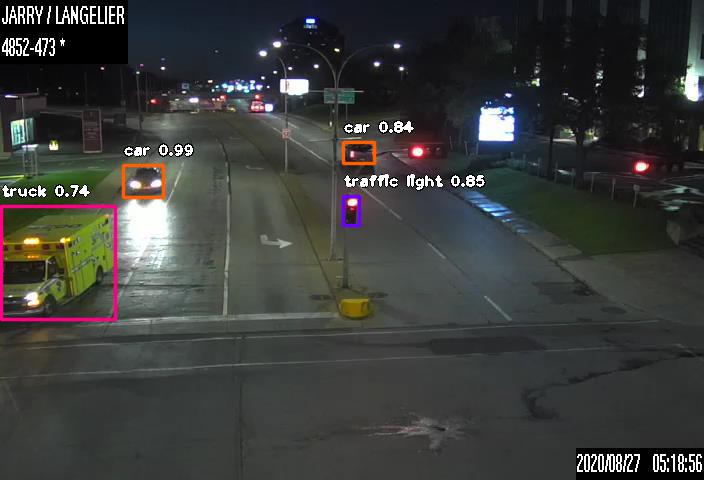 JARRY / LANGELIER
4852-473 *
car 0.84
car 0.99
traffic light 0.85
truck 0.74
2020/08/27 05:18:56